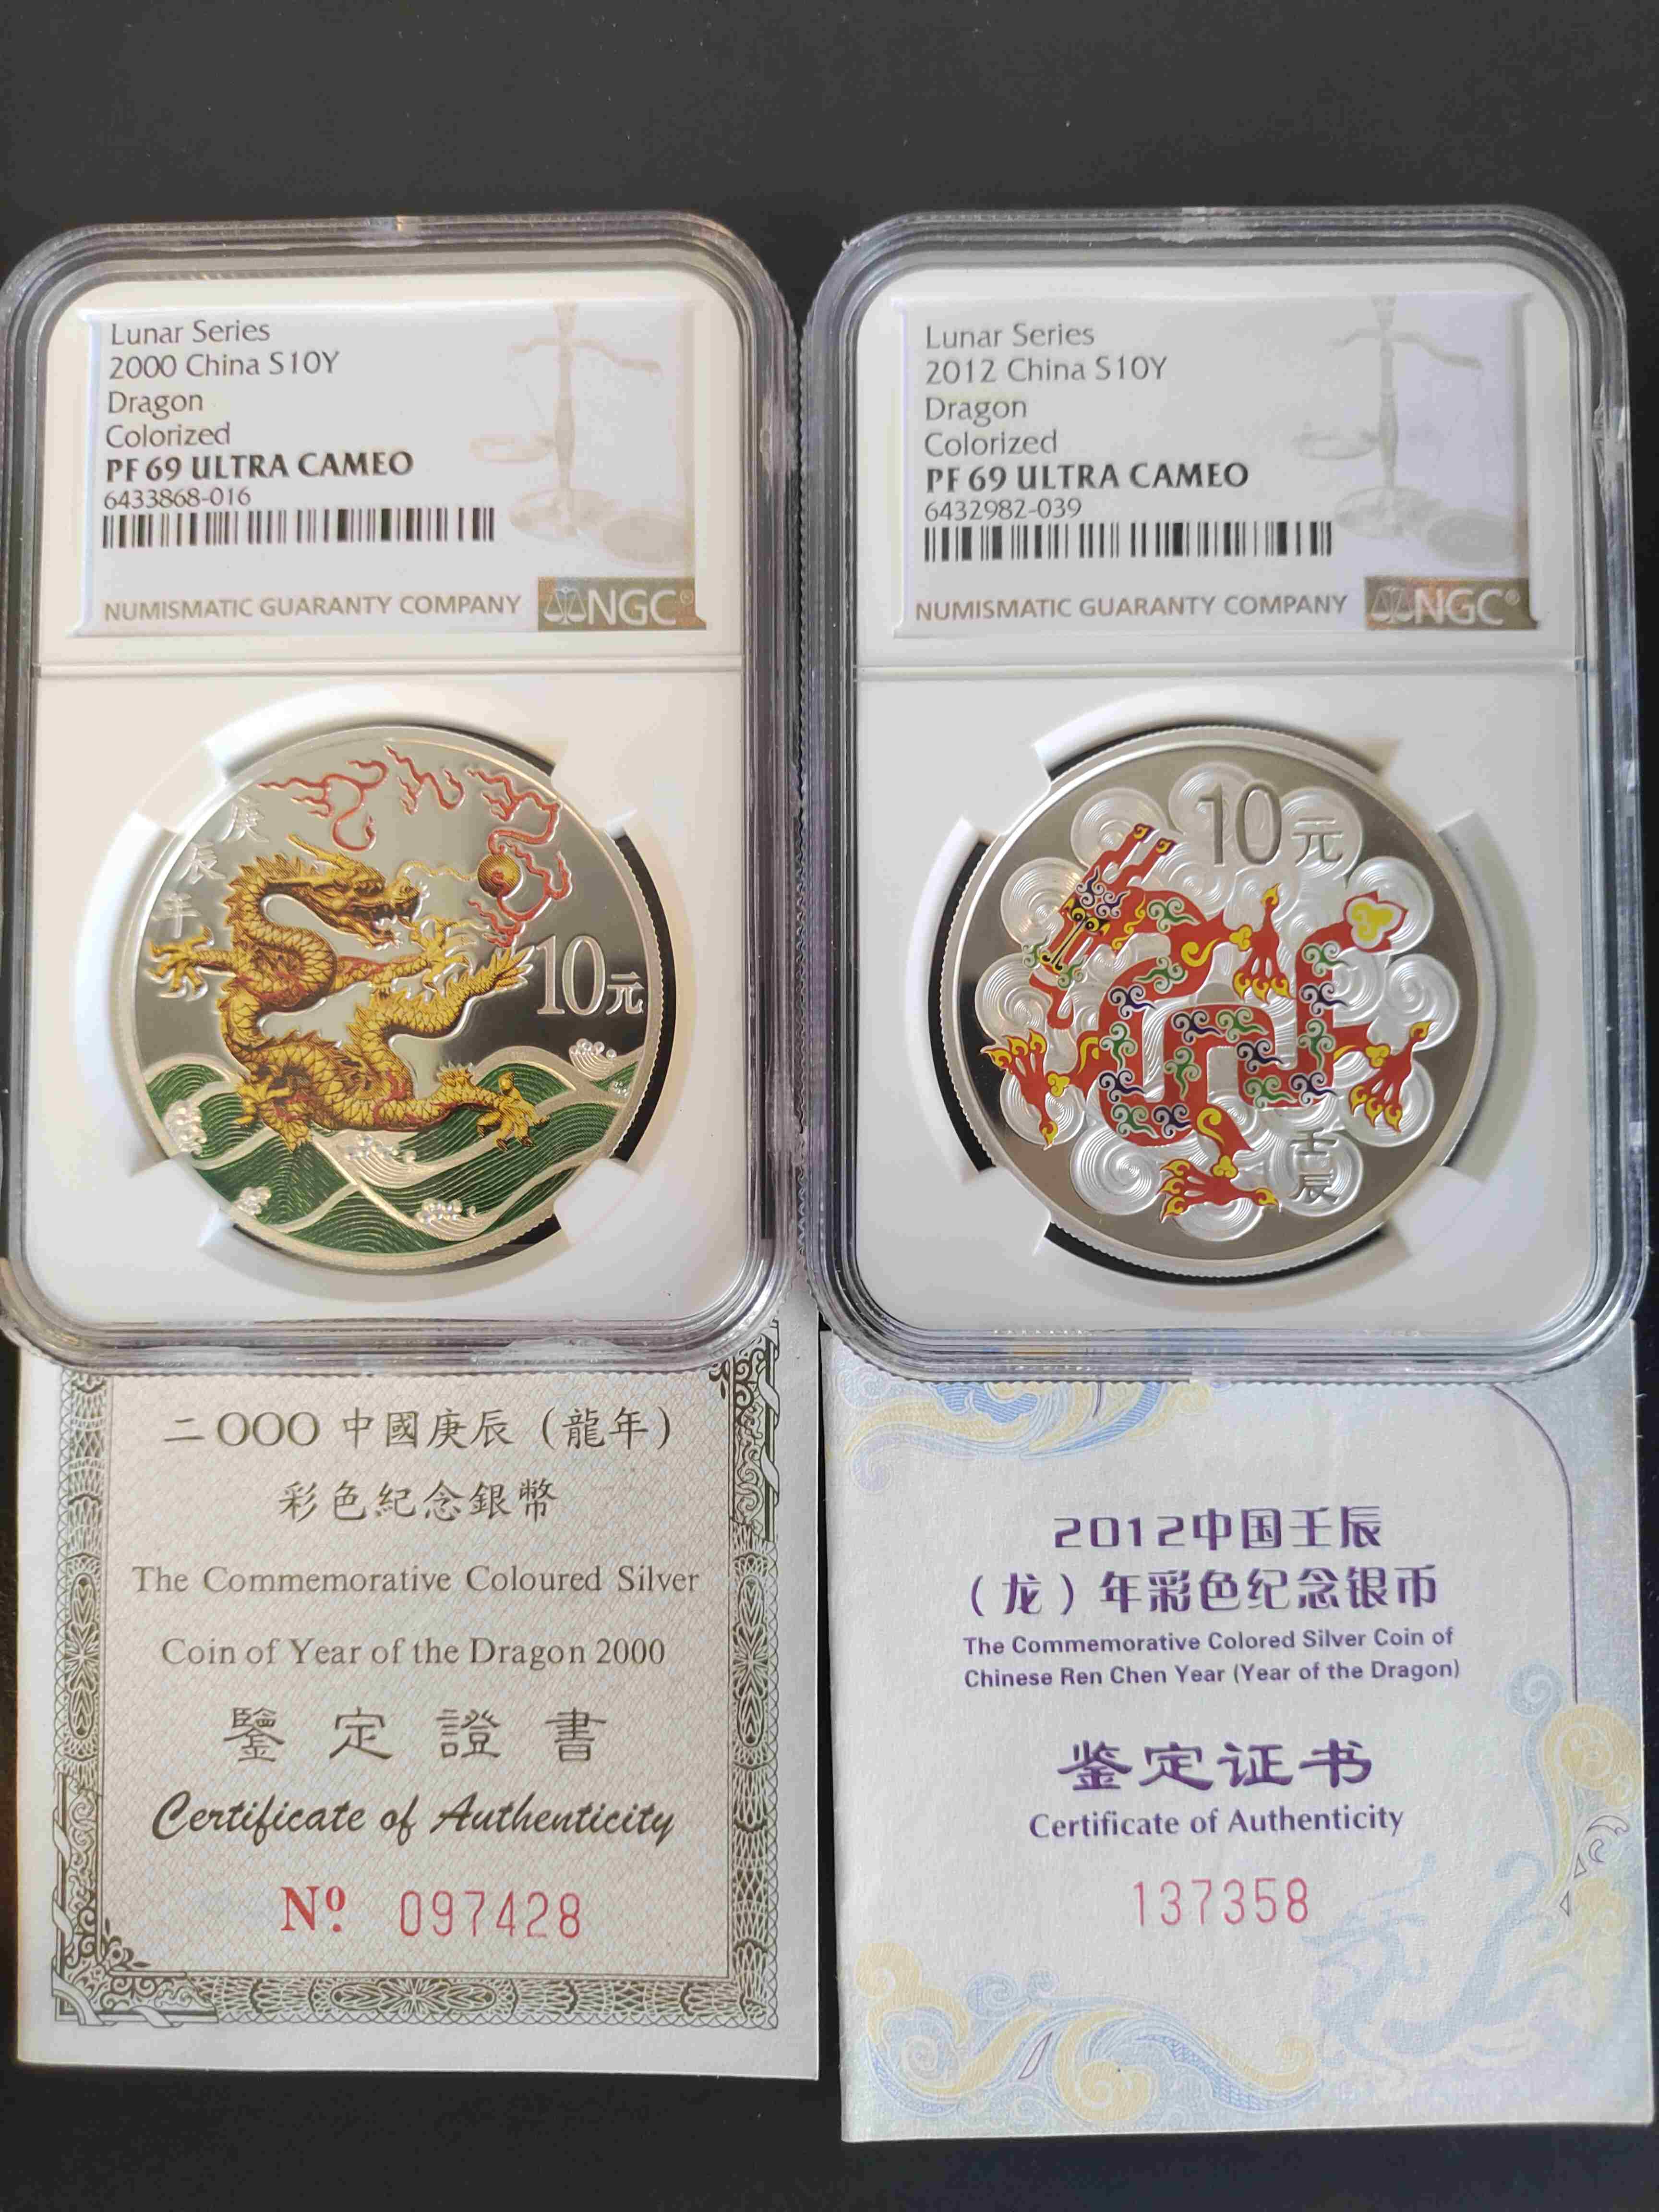 Lunar Series
2000 China S10Y
Dragon
Colorized
PF 69 ULTRA CAMEO
6433868-016
NUMISMATIC GUARANTY COMPANY NGC®
庚
辰
年
10元
二OOO 中國庚辰（龍年）
彩色紀念銀幣
The Commemorative Coloured Silver
Coin of Year of the Dragon 2000
鑒定證書
Certificate of Authenticity
Nº 097428
Lunar Series
2012 China S10Y
Dragon
Colorized
PF 69 ULTRA CAMEO
6432982-039
NUMISMATIC GUARANTY COMPANY NGC®
10元
壬辰
2012中国壬辰
（龙）年彩色纪念银币
The Commemorative Colored Silver Coin of
Chinese Ren Chen Year (Year of the Dragon)
鉴定证书
Certificate of Authenticity
137358